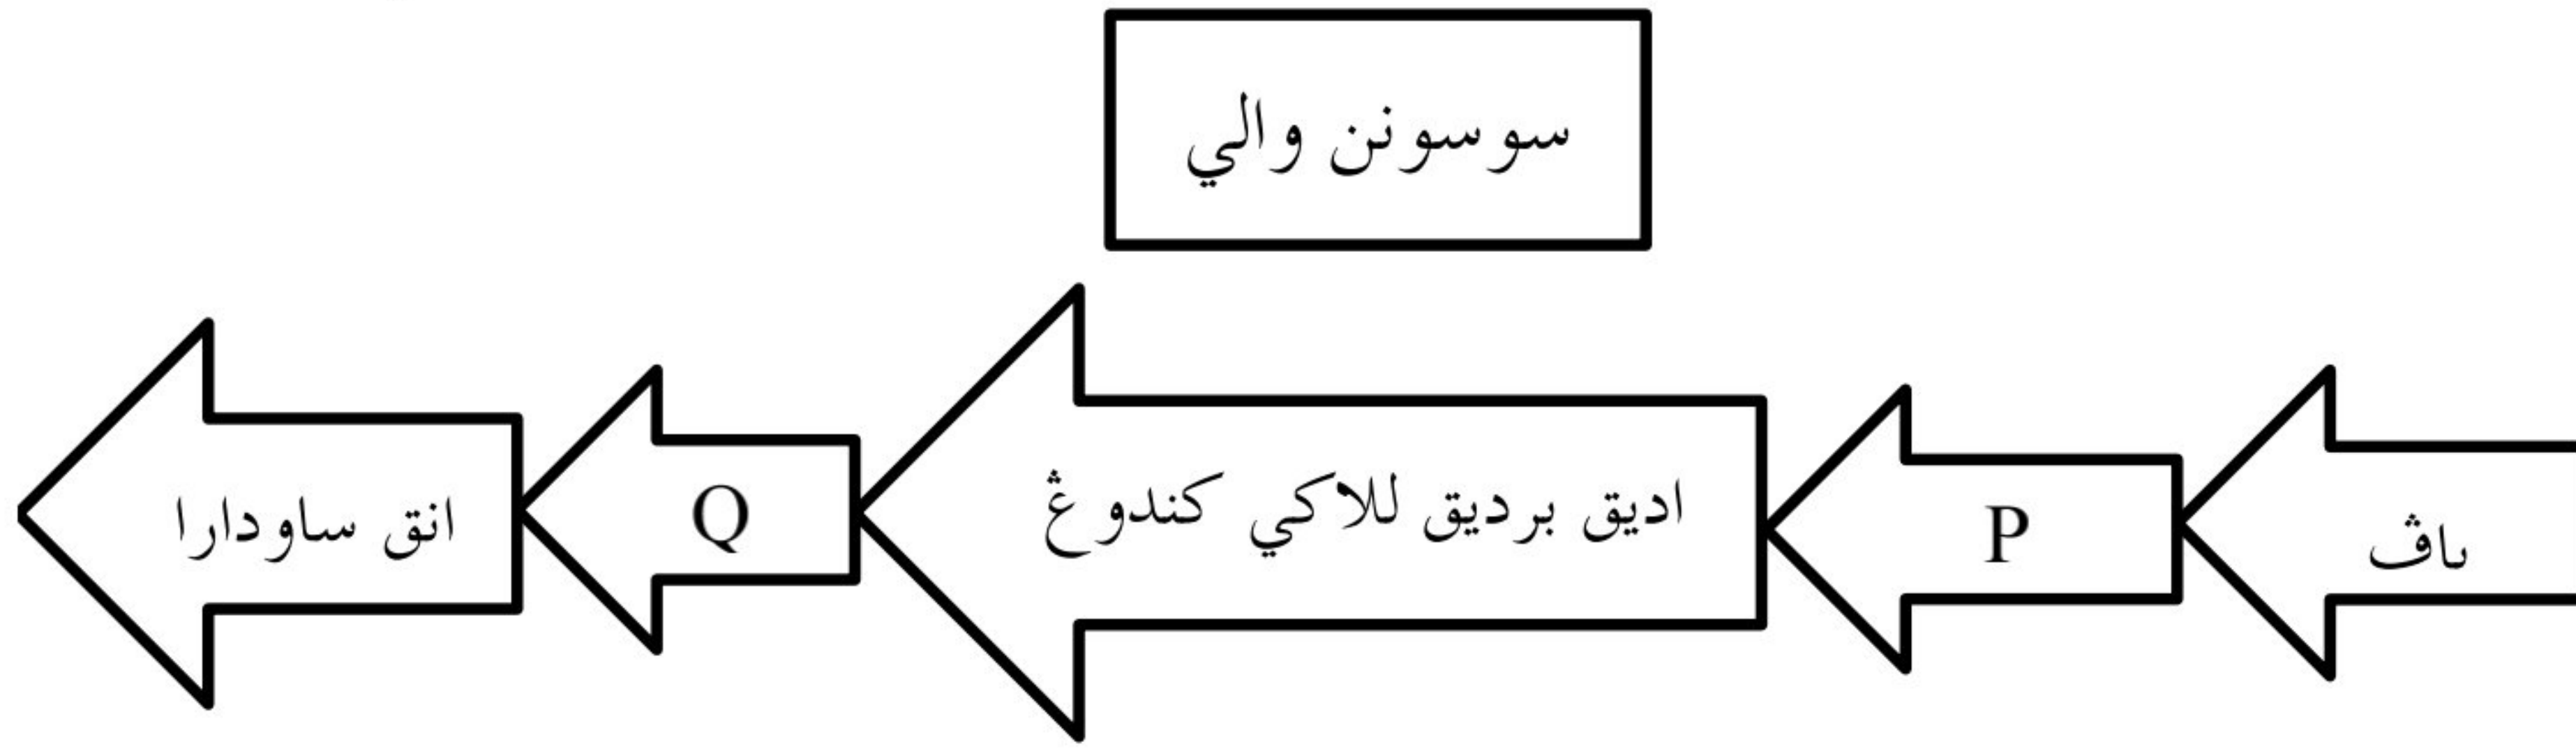 سوسونن والي
باڤ
P
اديق برديق للاكي كندوڠ
Q
انق ساودارا